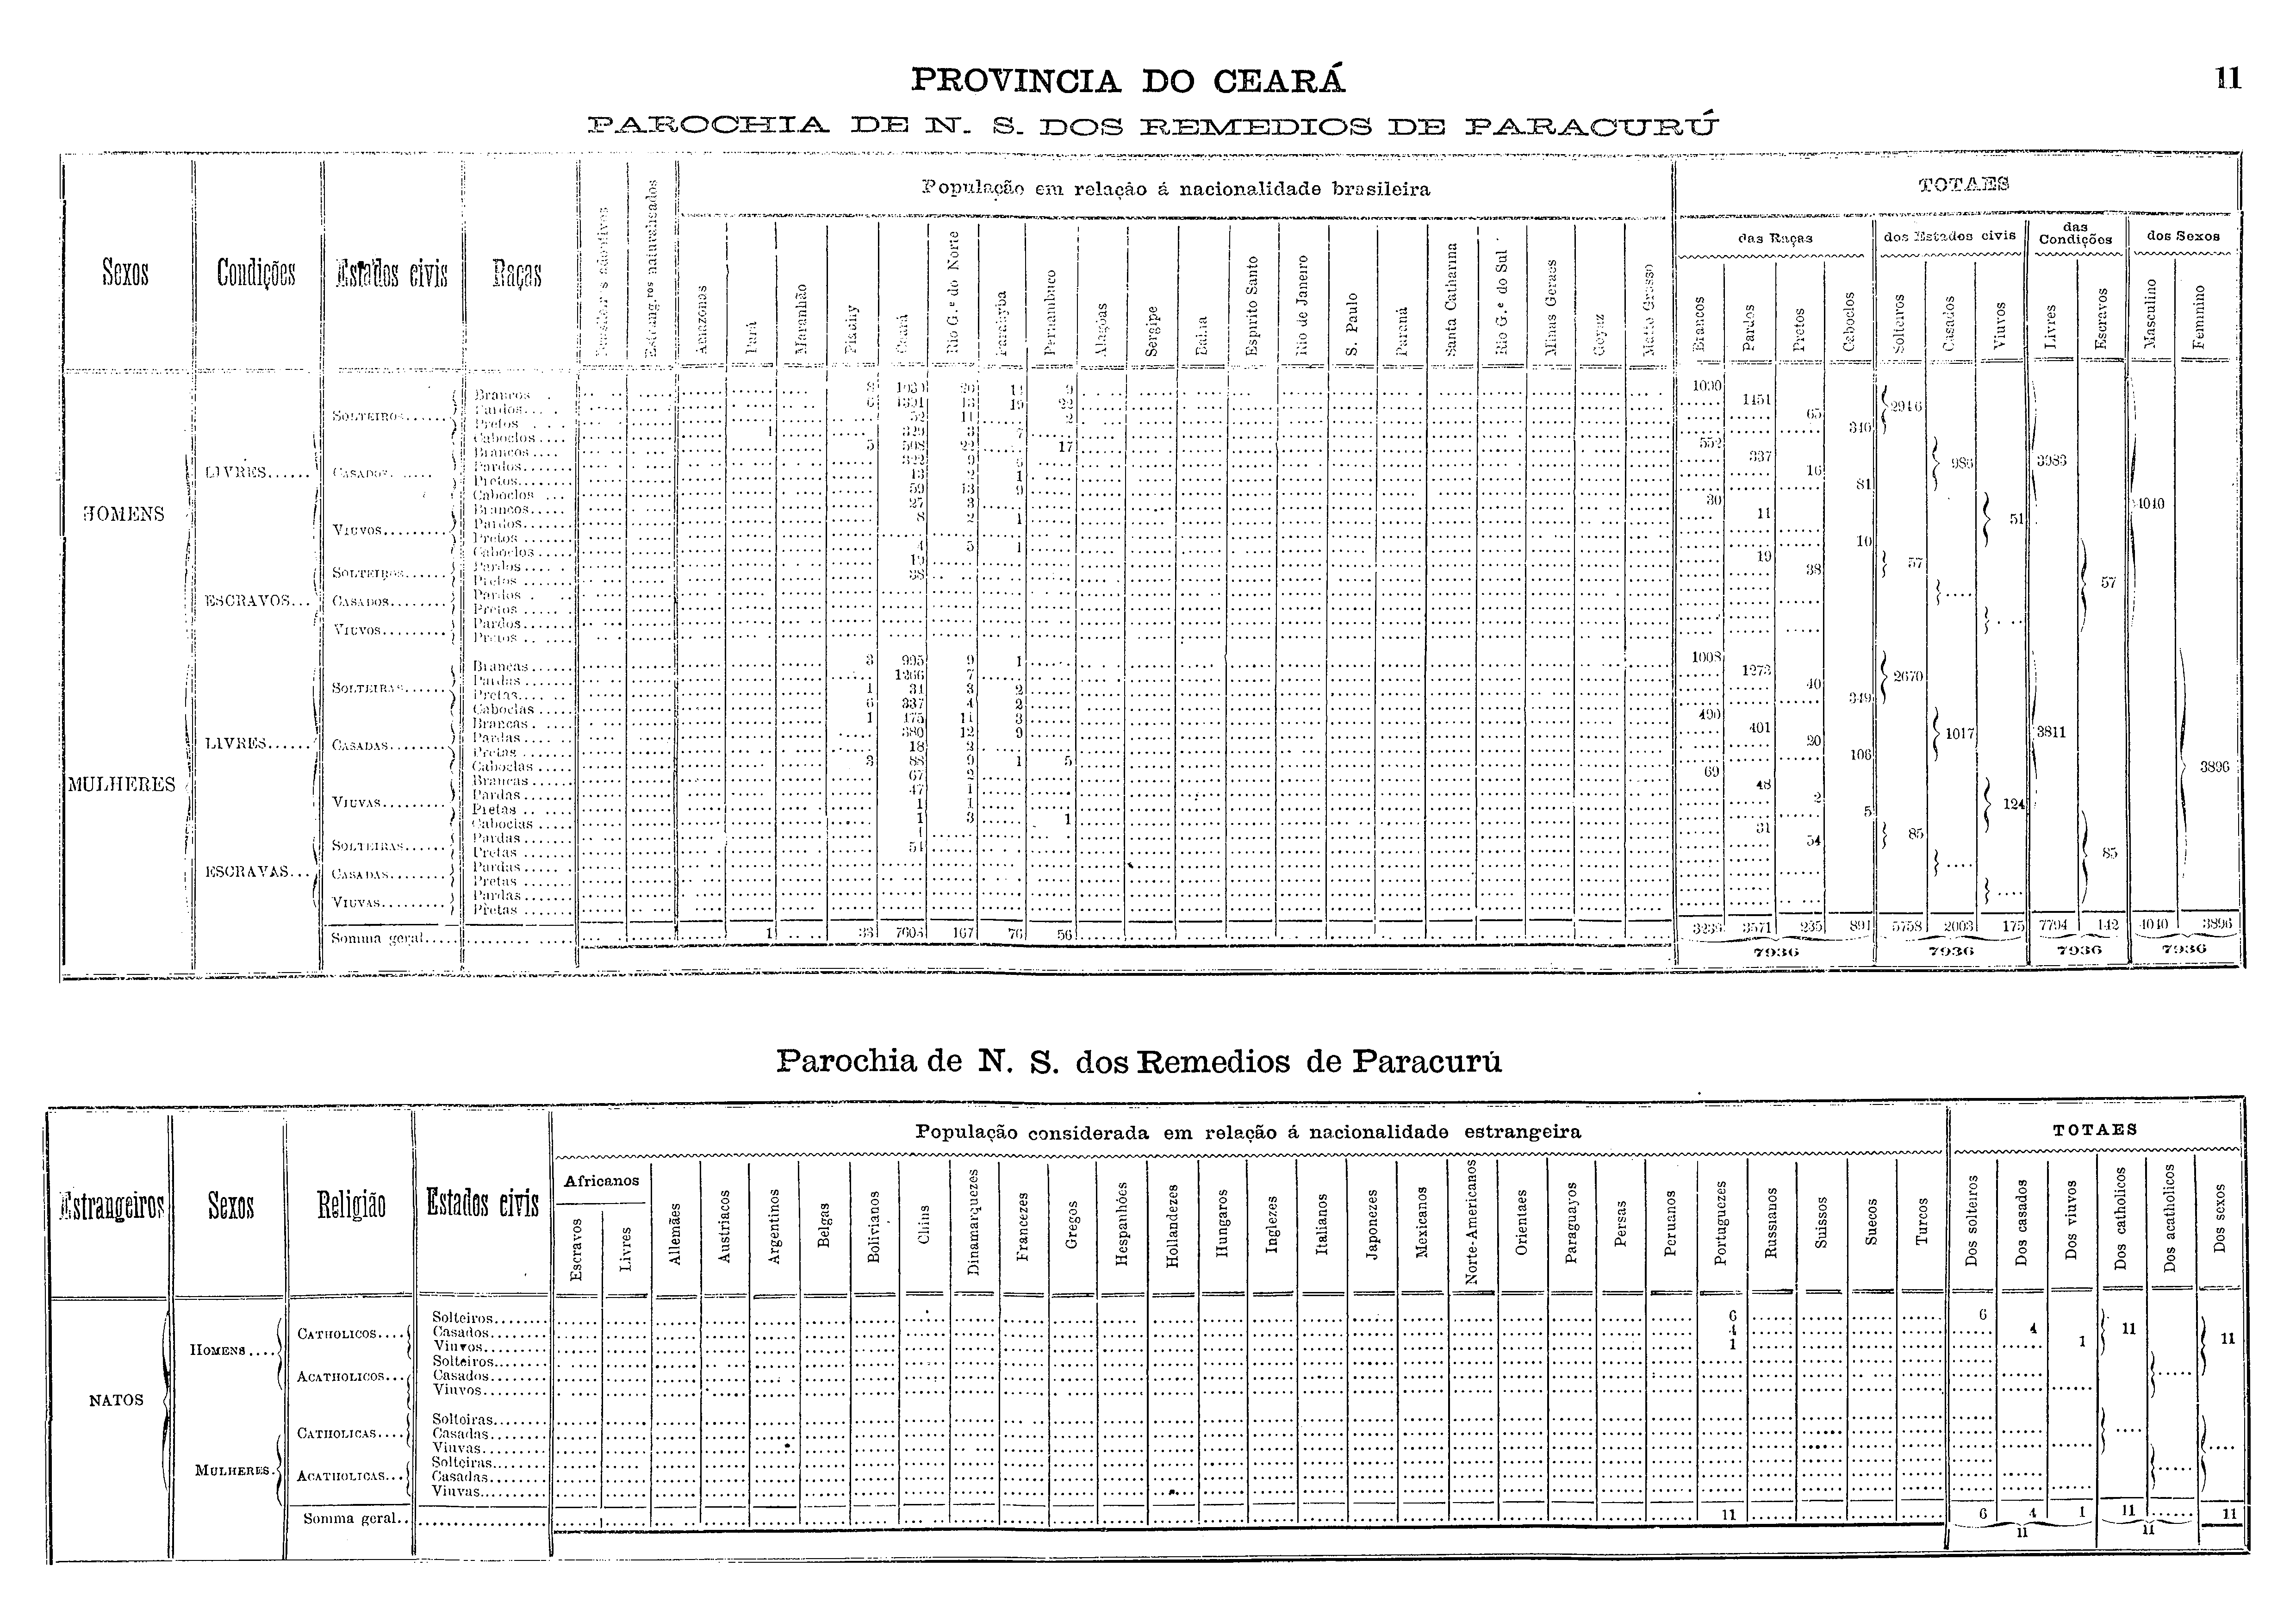 PROVINCIA DO CEARÁ
11
PAROCHIA DE N. S. DOS REMEDIOS DE PARACURÚ
Sexos Condições Estados civis Raças
População em relação á nacionalidade brasileira
TOTAES
das Raças dos Estados civis das Condições dos Sexos
Estrang.ros naturalisados Amazonas Pará Maranhão Piauhy Ceará Rio G.e do Norte Parahyba Pernambuco Alagôas Sergipe Bahia Espirito Santo Rio de Janeiro S. Paulo Paraná Santa Catharina Rio G.e do Sul Minas Geraes Goyaz Matto Grosso Brancos Pardos Pretos Caboclos Solteiros Casados Viuvos Livres Escravos Masculino Feminino
HOMENS
LIVRES
SOLTEIROS
Brancos 8 20 11 9
Pardos 6 13 19 22 1451 2946
Pretos 52 11 2 65
Caboclos 1 329 3 7 340
CASADOS
Brancos 5 508 22 17 552
Pardos 322 9 6 337 986 3983
Pretos 13 2 1 16
Caboclos 59 13 9 81
VIUVOS
Brancos 27 3 30
Pardos 8 2 1 11 51 4040
Pretos
Caboclos 4 5 1 10
ESCRAVOS
SOLTEIROS
Pardos 19 19 57
Pretos 38 38
CASADOS
Pardos 57
Pretos
VIUVOS
Pardos
Pretos
MULHERES
LIVRES
SOLTEIRAS
Brancas 3 995 9 1 1008
Pardas 1266 7 1273 2670
Pretas 1 34 3 2 40
Caboclas 6 337 4 2 349
CASADAS
Brancas 1 475 11 3 490
Pardas 380 12 9 401 1017 3811
Pretas 18 2 20
Caboclas 3 88 9 1 5 106
VIUVAS
Brancas 67 2 69 3896
Pardas 47 1 48
Pretas 1 1 2 124
Caboclas 1 3 1 5
ESCRAVAS
SOLTEIRAS
Pardas 31 85
Pretas 54 54
CASADAS
Pardas 85
Pretas
VIUVAS
Pardas
Pretas
Somma geral 1 33 7603 167 76 56 3239 3571 235 891 5758 2003 175 7794 142 4040 3896
7936 7936 7936 7936
Parochia de N. S. dos Remedios de Paracurú
Estrangeiros Sexos Religião Estados civis
População considerada em relação á nacionalidade estrangeira
TOTAES
Africanos
Escravos Livres Allemães Austriacos Argentinos Belgas Bolivianos Chins Dinamarquezes Francezes Gregos Hespanhóes Hollandezes Hungaros Inglezes Italianos Japonezes Mexicanos Norte-Americanos Orientaes Paraguayos Persas Peruanos Portuguezes Russianos Suissos Suecos Turcos Dos solteiros Dos casados Dos viuvos Dos catholicos Dos acatholicos Dos sexos
NATOS
HOMENS
CATHOLICOS
Solteiros 6 6
Casados 4 4 11
Viuvos 1 1 11
ACATHOLICOS
Solteiros
Casados
Viuvos
MULHERES
CATHOLICAS
Solteiras
Casadas
Viuvas
ACATHOLICAS
Solteiras
Casadas
Viuvas
Somma geral 11 6 4 1 11 11
11 11